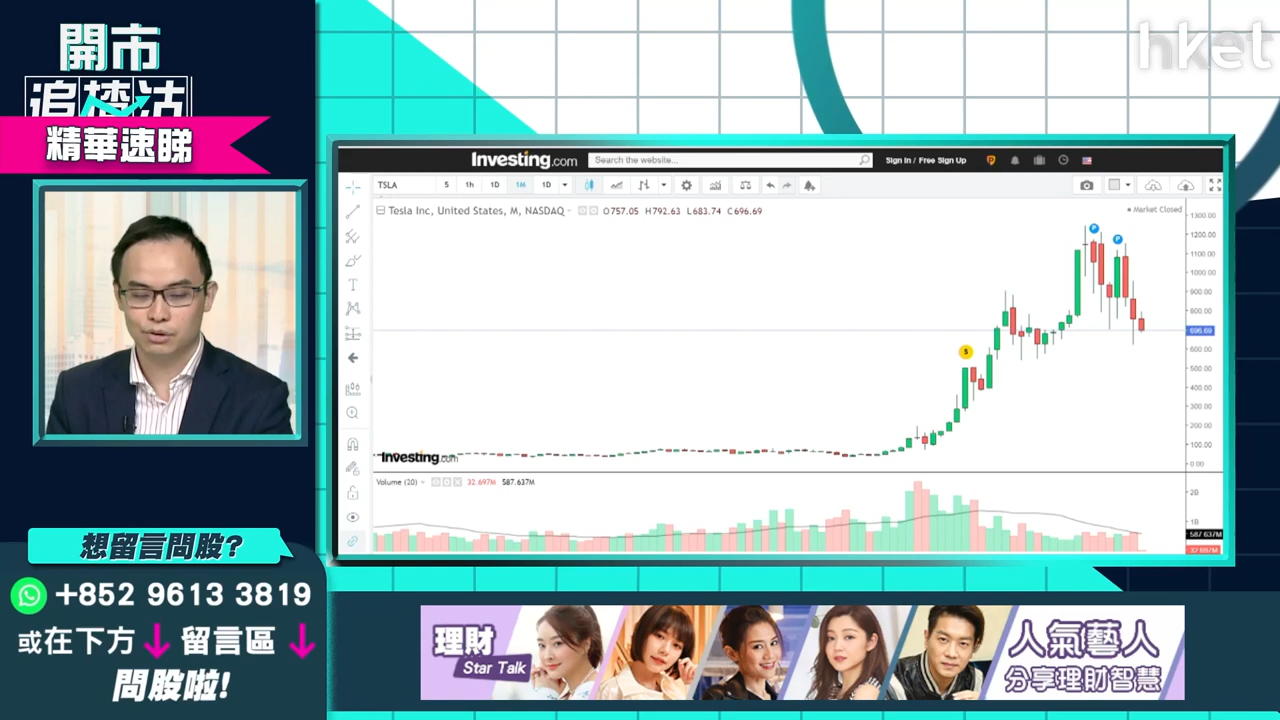 開市
追揸沽
精華速睇
hket
Investing.com
Search the website...
Sign In / Free Sign Up
TSLA
5
1h
1D
1M
1D
Tesla Inc, United States, M, NASDAQ
O757.05 H792.63 L683.74 C696.69
Market Closed
1300.00
1200.00
1100.00
1000.00
900.00
800.00
696.69
600.00
500.00
400.00
300.00
200.00
100.00
0.00
Investing.com
Volume (20)
32.697M
587.637M
2B
1B
587.637M
32.697M
想留言問股?
+852 9613 3819
或在下方
留言區
問股啦!
理財
Star Talk
人氣藝人
分享理財智慧